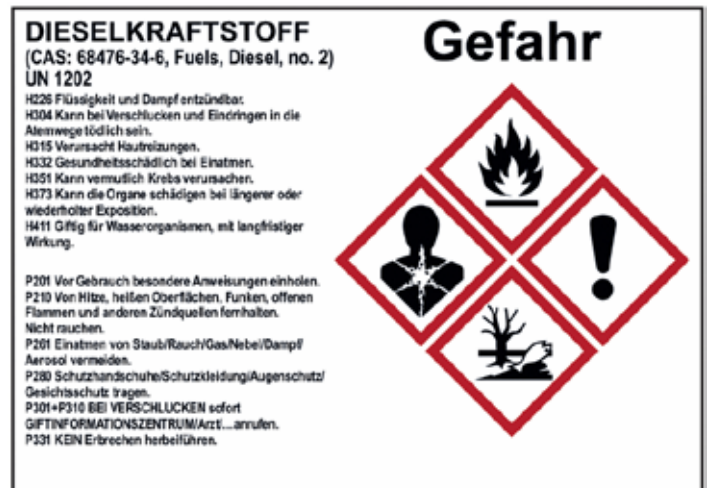 DIESELKRAFTSTOFF
(CAS: 68476-34-6, Fuels, Diesel, no. 2)
UN 1202
H226 Flüssigkeit und Dampf entzündbar.
H304 Kann bei Verschlucken und Eindringen in die
Atemwege tödlich sein.
H315 Verursacht Hautreizungen.
H332 Gesundheitsschädlich bei Einatmen.
H351 Kann vermutlich Krebs verursachen.
H373 Kann die Organe schädigen bei längerer oder
wiederholter Exposition.
H411 Giftig für Wasserorganismen, mit langfristiger
Wirkung.
P201 Vor Gebrauch besondere Anweisungen einholen.
P210 Von Hitze, heißen Oberflächen, Funken, offenen
Flammen und anderen Zündquellen fernhalten.
Nicht rauchen.
P261 Einatmen von Staub/Rauch/Gas/Nebel/Dampf/
Aerosol vermeiden.
P280 Schutzhandschuhe/Schutzkleidung/Augenschutz/
Gesichtsschutz tragen.
P301+P310 BEI VERSCHLUCKEN sofort
GIFTINFORMATIONSZENTRUM/Arzt/... anrufen.
P331 KEIN Erbrechen herbeiführen.
Gefahr